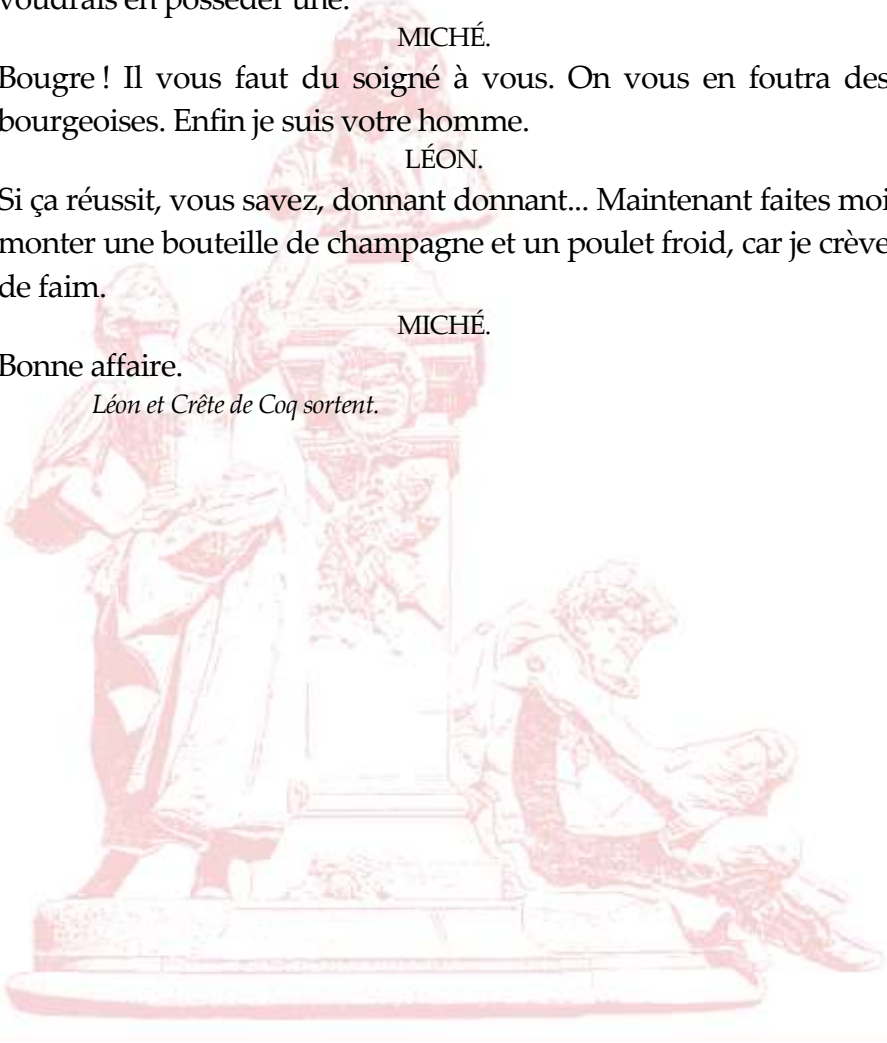 voudrais en posséder une.
MICHÉ.
Bougre ! Il vous faut du soigné à vous. On vous en foutra des
bourgeoises. Enfin je suis votre homme.
LÉON.
Si ça réussit, vous savez, donnant donnant... Maintenant faites moi
monter une bouteille de champagne et un poulet froid, car je crève
de faim.
MICHÉ.
Bonne affaire.
Léon et Crête de Coq sortent.